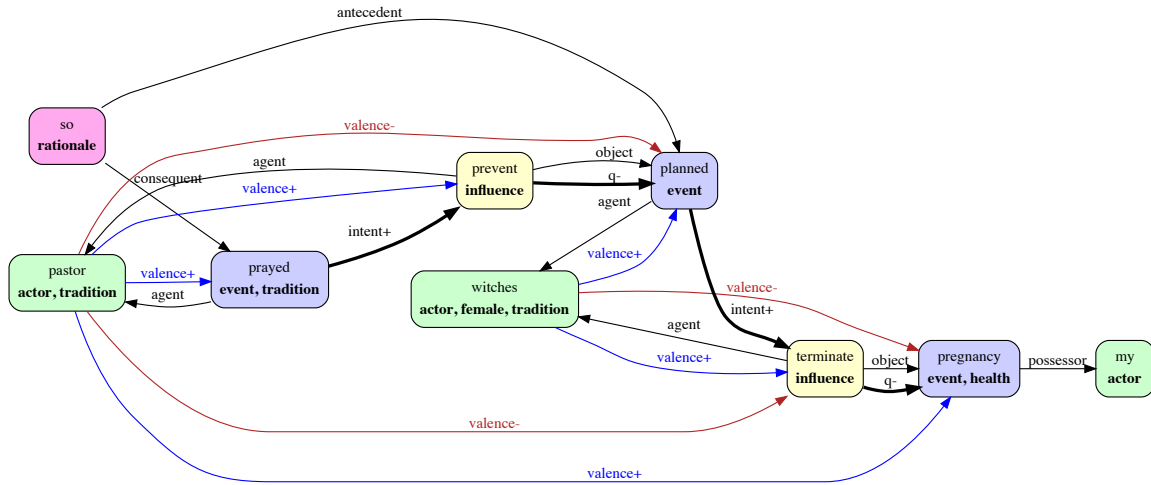 antecedent
so
rationale
valence-
agent
prevent
influence
object
q-
planned
event
consequent
valence+
agent
intent+
valence+
pastor
actor, tradition
valence+
agent
prayed
event, tradition
witches
actor, female, tradition
valence-
intent+
agent
valence+
terminate
influence
object
q-
pregnancy
event, health
possessor
my
actor
valence-
valence+